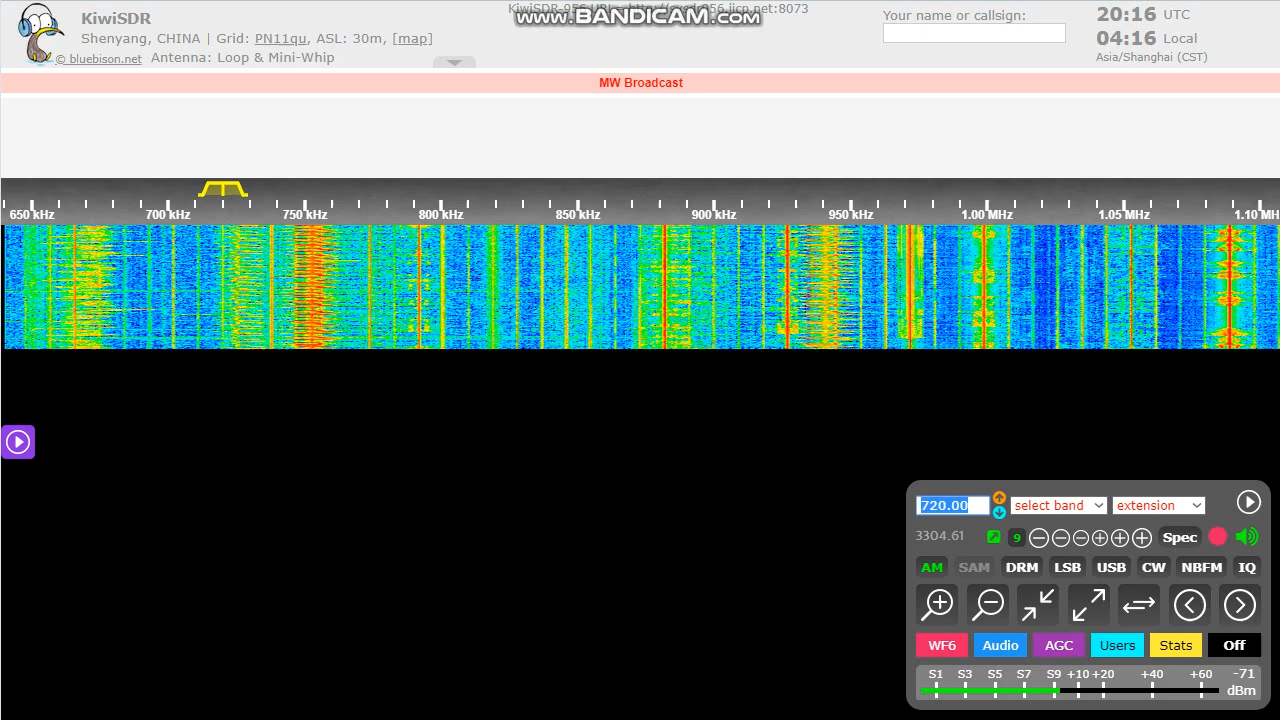 KiwiSDR
Shenyang, CHINA | Grid: PN11qu, ASL: 30m, [map]
© bluebison.net Antenna: Loop & Mini-Whip
www.BANDICAM.com
.jicp.net:8073
Your name or callsign:
20:16 UTC
04:16 Local
Asia/Shanghai (CST)
MW Broadcast
650 kHz 700 kHz 750 kHz 800 kHz 850 kHz 900 kHz 950 kHz 1.00 MHz 1.05 MHz 1.10 MH
720.00 select band extension
3304.61 9 Spec
AM SAM DRM LSB USB CW NBFM IQ
WF6 Audio AGC Users Stats Off
S1 S3 S5 S7 S9 +10 +20 +40 +60 -71
dBm